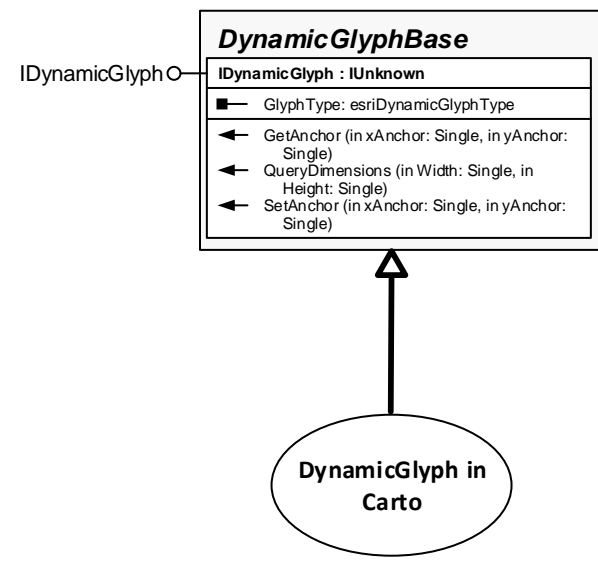 DynamicGlyphBase
IDynamicGlyph
IDynamicGlyph : IUnknown
GlyphType: esriDynamicGlyphType
GetAnchor (in xAnchor: Single, in yAnchor:
Single)
QueryDimensions (in Width: Single, in
Height: Single)
SetAnchor (in xAnchor: Single, in yAnchor:
Single)
DynamicGlyph in
Carto